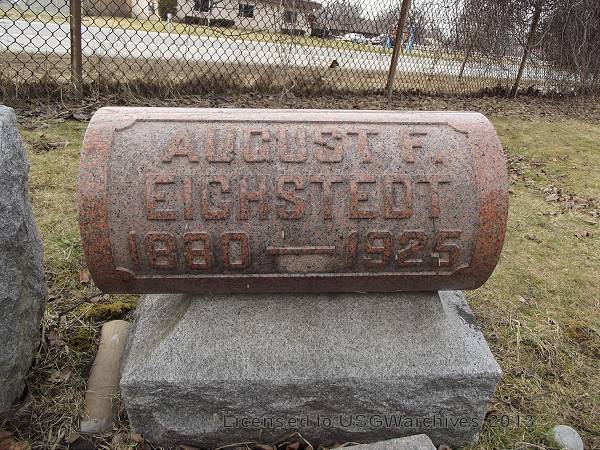 AUGUST F.
EICHSTEDT
1880 — 1925
Licensed to USGWarchives 2013